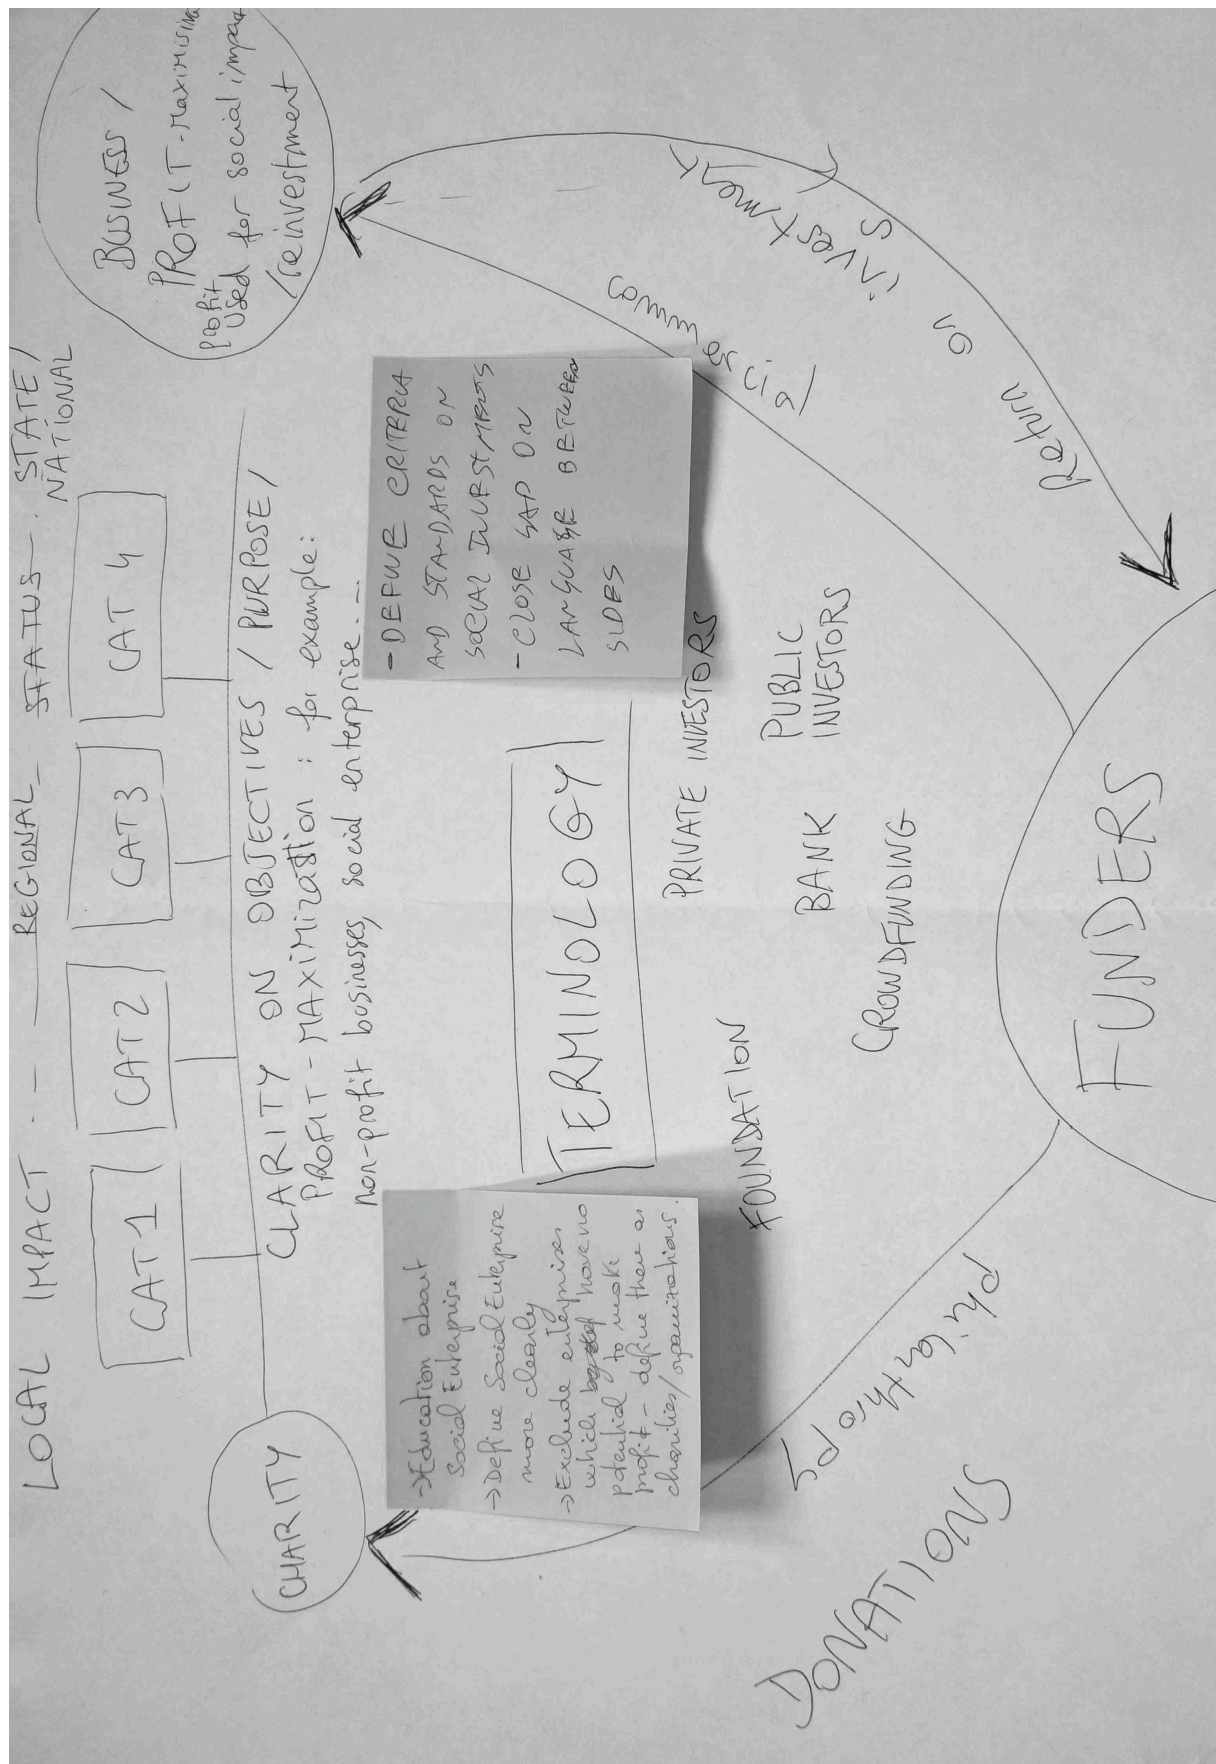 LOCAL IMPACT REGIONAL STATUS STATE/
NATIONAL
CAT 1
CAT 2
CAT 3
CAT 4
CHARITY
BUSINESS /
PROFIT-MAXIMISING
profit
used for social impact
/reinvestment
CLARITY ON OBJECTIVES / PURPOSE /
PROFIT-MAXIMIZATION : for example:
non-profit businesses, social enterprise...
→Education about
Social Enterprise
→Define Social Enterprise
more clearly
→Exclude enterprises
which have no
potential to make
profit - define them as
charities/organizations.
TERMINOLOGY
- DEFINE CRITERIA
AND STANDARDS ON
SOCIAL INVESTMENTS
- CLOSE GAP ON
LANGUAGE BETWEEN
SIDES
FOUNDATION
PRIVATE INVESTORS
BANK
PUBLIC
INVESTORS
CROWDFUNDING
Philanthropy
DONATIONS
Return on investment
FUNDERS